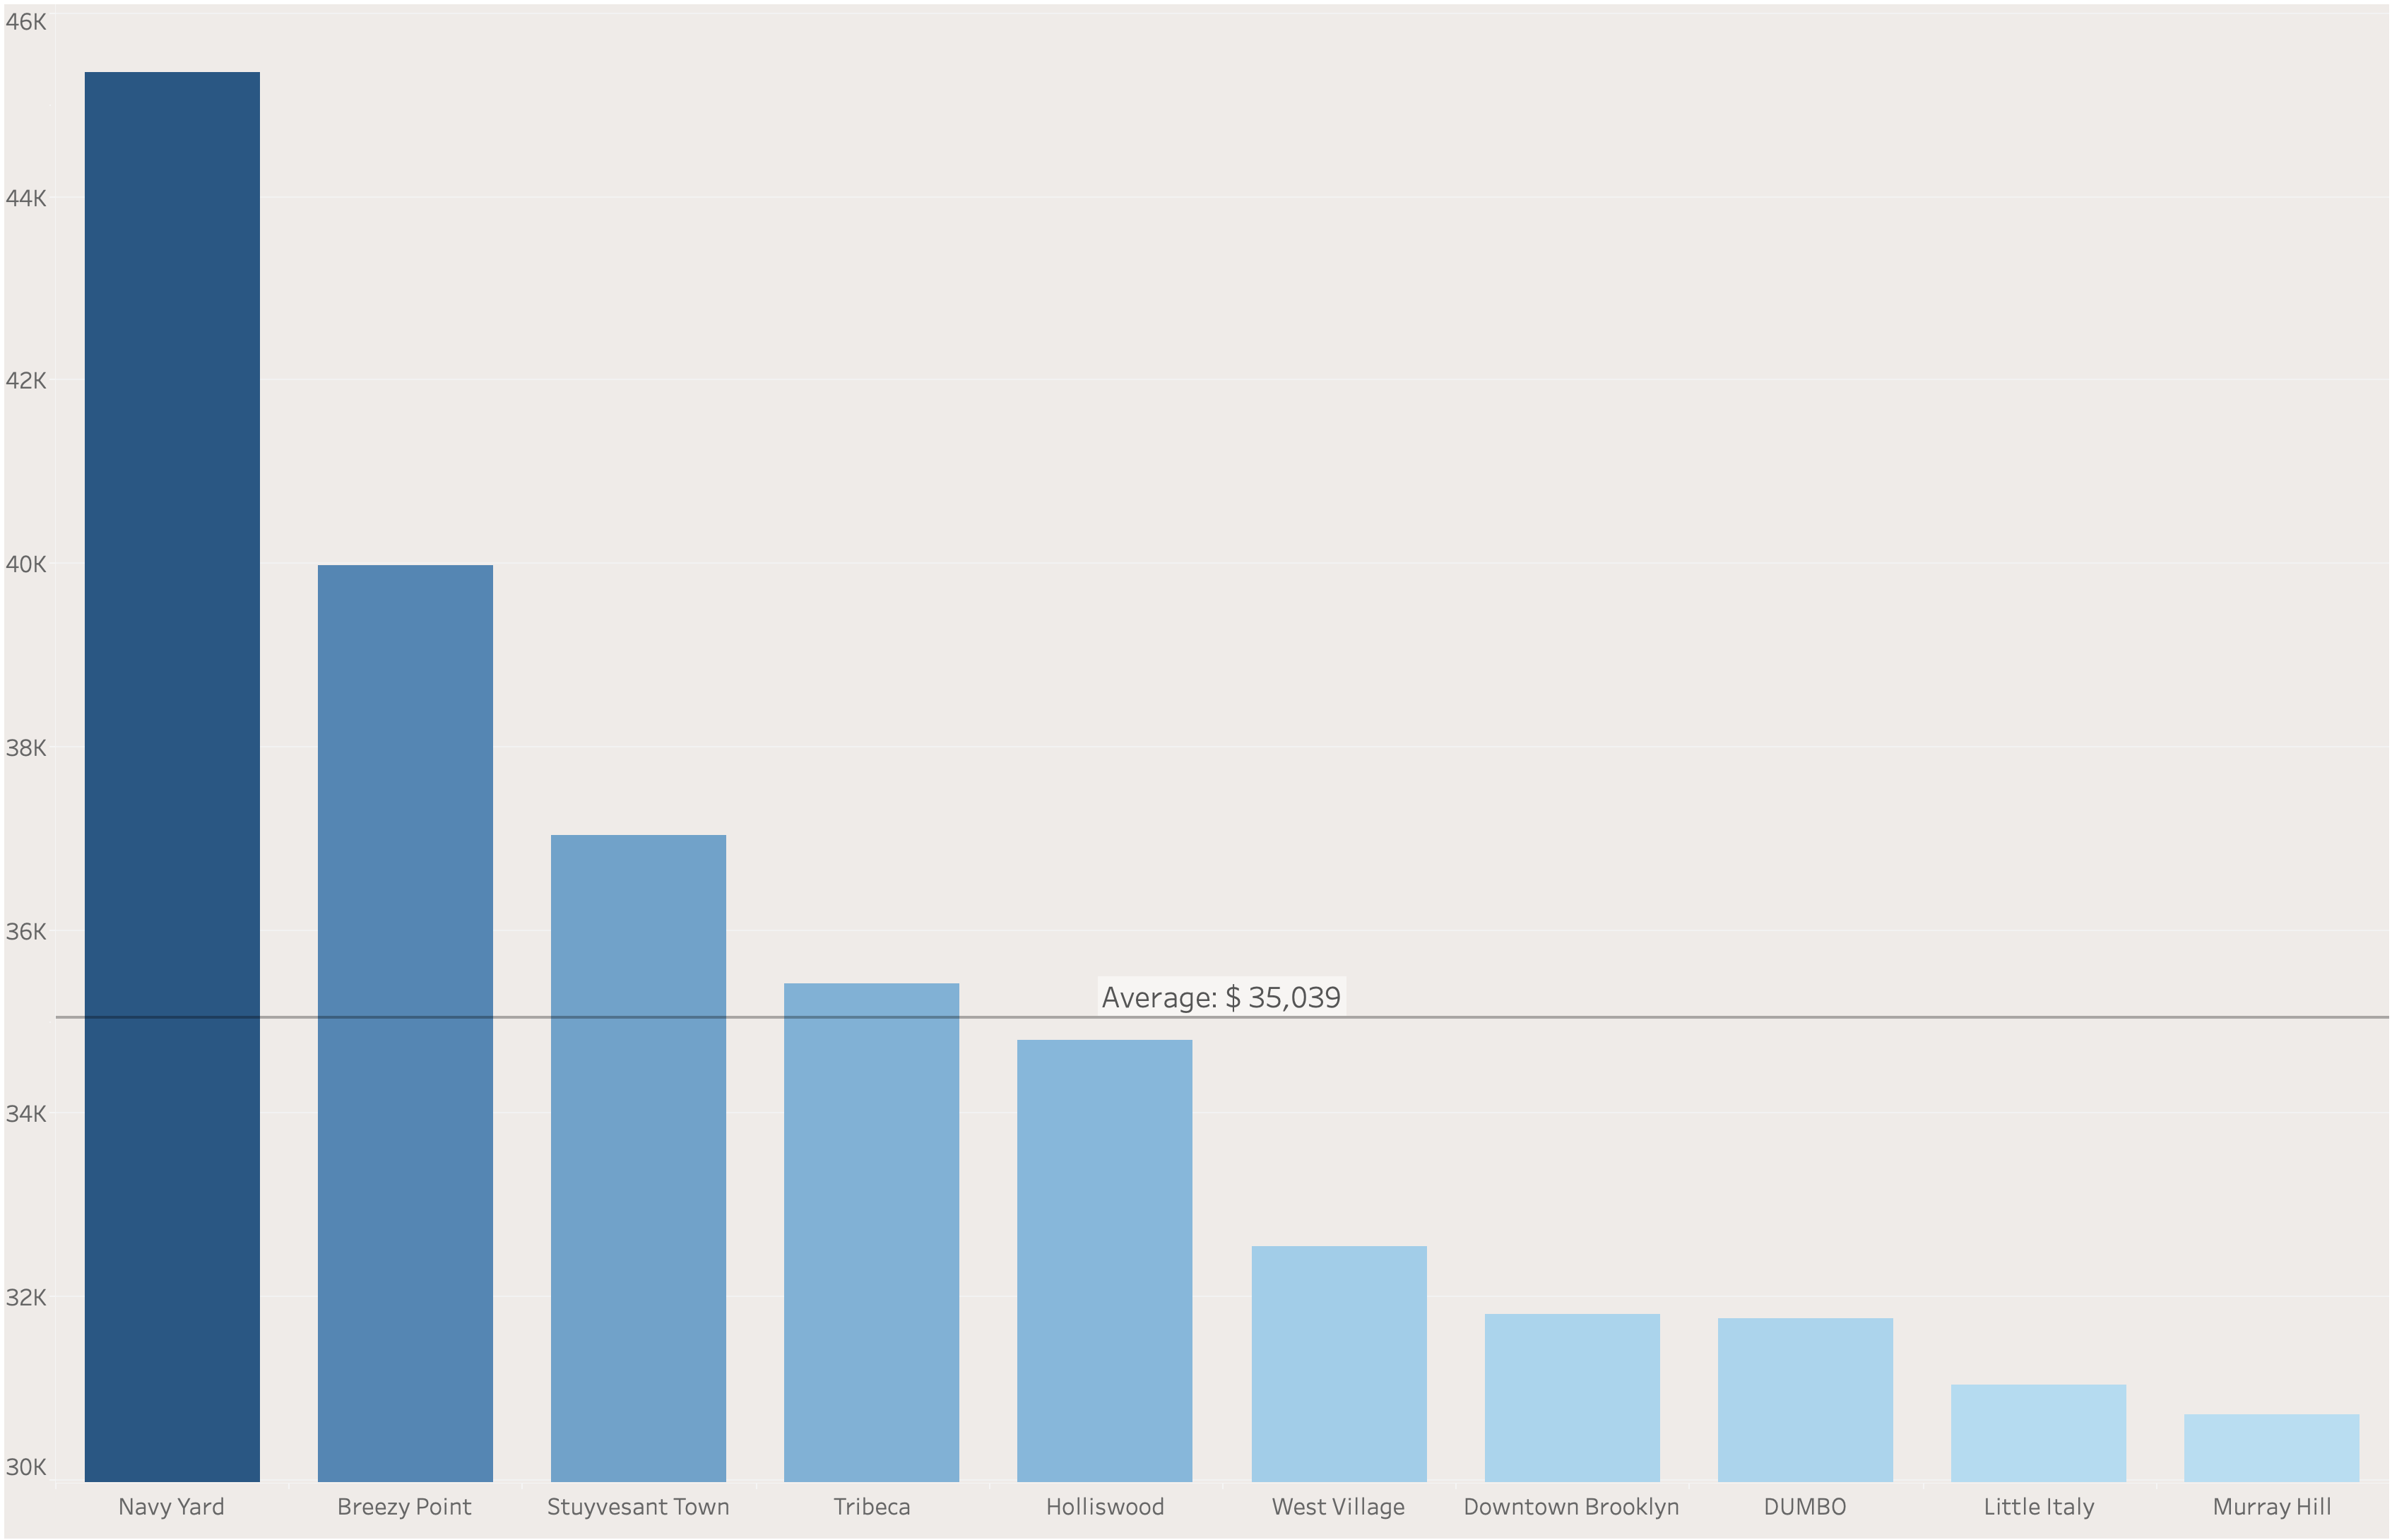 46K
44K
42K
40K
38K
36K
Average: $ 35,039
34K
32K
30K
Navy Yard
Breezy Point
Stuyvesant Town
Tribeca
Holliswood
West Village
Downtown Brooklyn
DUMBO
Little Italy
Murray Hill